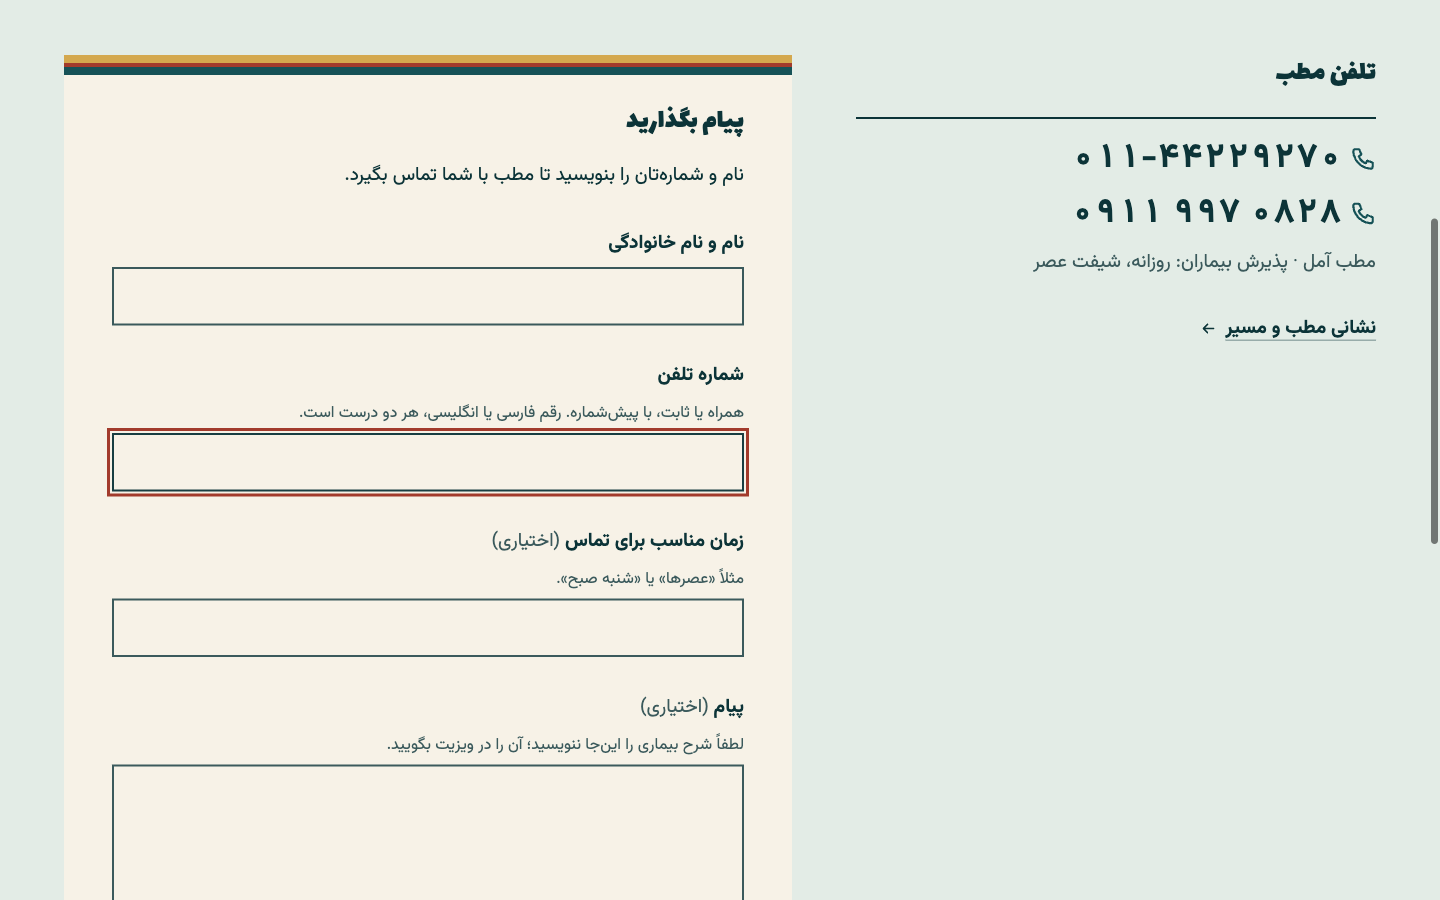 تلفن مطب
۰۱۱-۴۴۲۲۹۲۷۰
۰۹۱۱ ۹۹۷ ۰۸۲۸
مطب آمل · پذیرش بیماران: روزانه، شیفت عصر
نشانی مطب و مسیر ←
پیام بگذارید
نام و شماره‌تان را بنویسید تا مطب با شما تماس بگیرد.
نام و نام خانوادگی
شماره تلفن
همراه یا ثابت، با پیش‌شماره. رقم فارسی یا انگلیسی، هر دو درست است.
زمان مناسب برای تماس (اختیاری)
مثلاً «عصرها» یا «شنبه صبح».
پیام (اختیاری)
لطفاً شرح بیماری را این‌جا ننویسید؛ آن را در ویزیت بگویید.